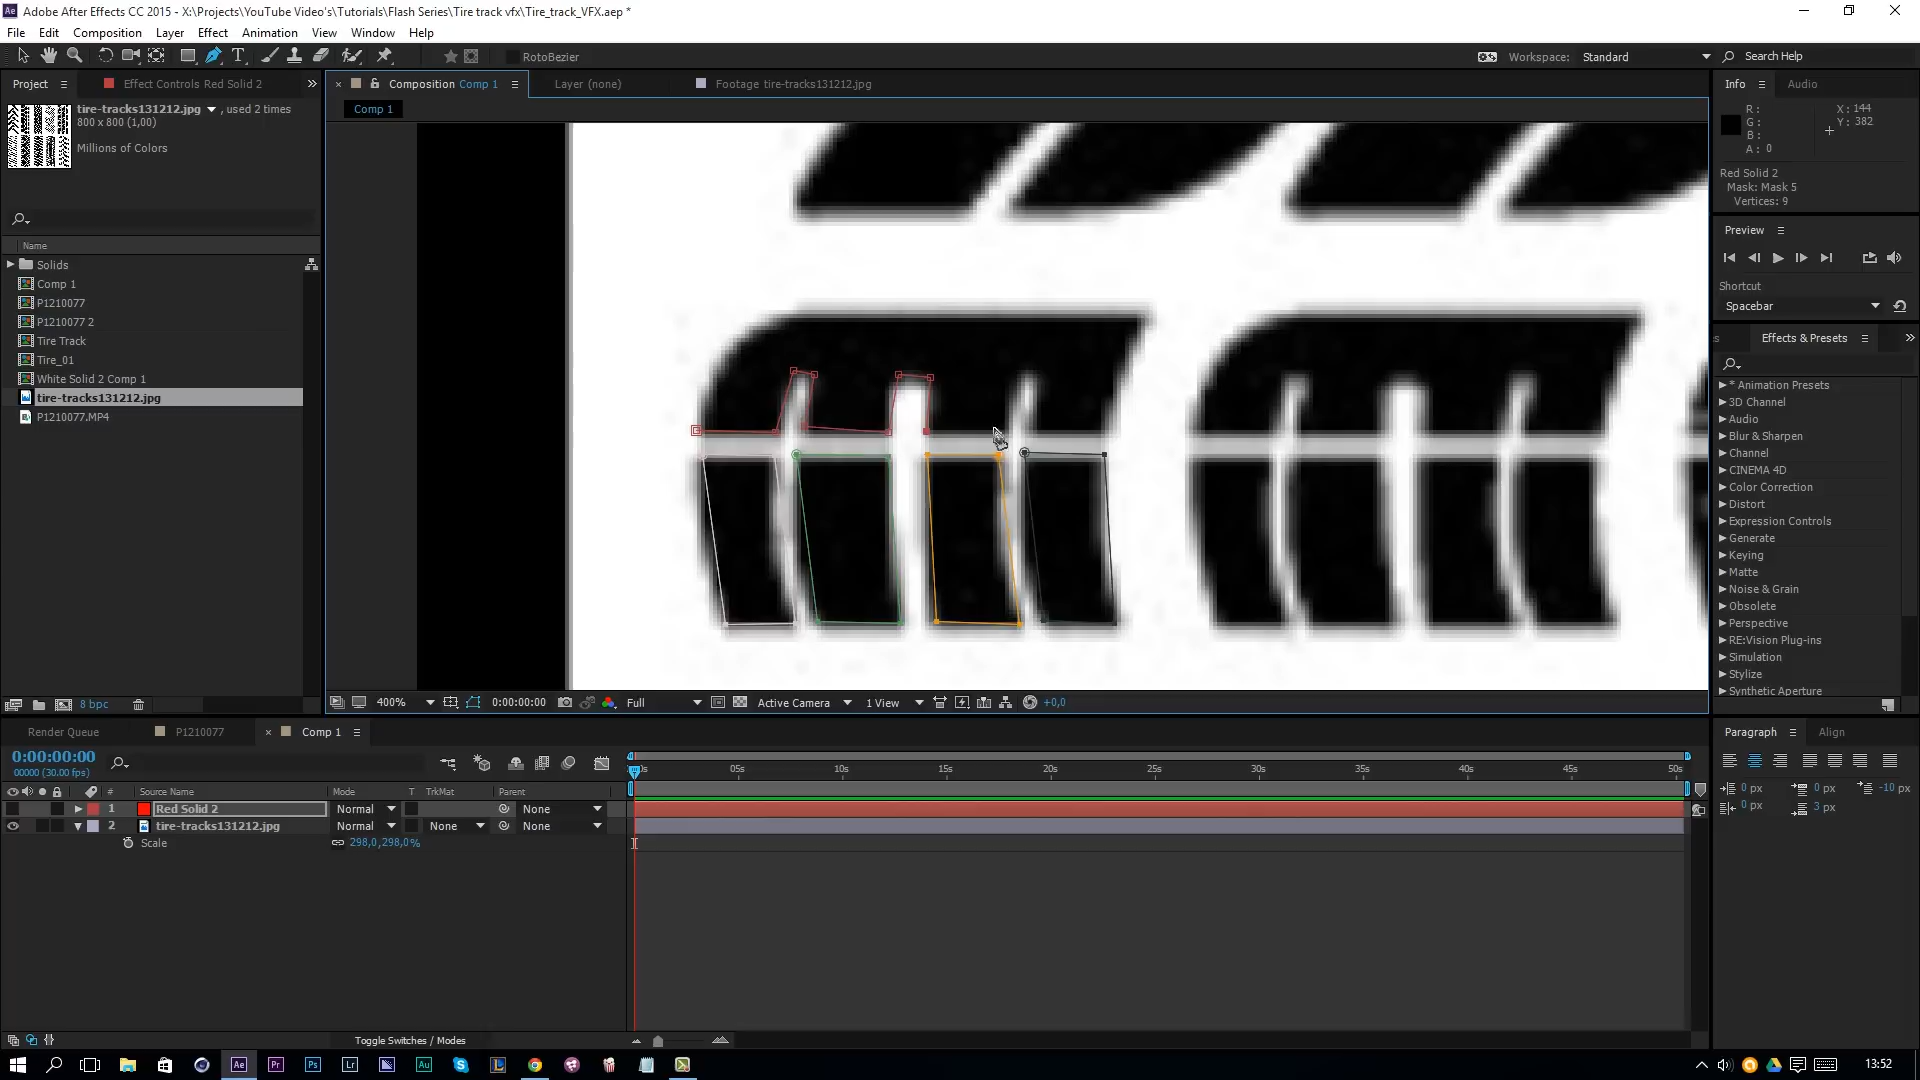 Adobe After Effects CC 2015 - X:\Projects\YouTube Video's\Tutorials\Flash Series\Tire track vfx\Tire_track_VFX.aep *
File Edit Composition Layer Effect Animation View Window Help
RotoBezier
Workspace: Standard
Search Help
Project
Effect Controls Red Solid 2
Composition Comp 1
Layer (none)
Footage tire-tracks131212.jpg
Info
Audio
tire-tracks131212.jpg , used 2 times
800 x 800 (1,00)
Millions of Colors
Comp 1
R :
G :
B :
A : 0
X : 144
Y : 382
Red Solid 2
Mask: Mask 5
Vertices: 9
Preview
Shortcut
Spacebar
Effects & Presets
* Animation Presets
3D Channel
Audio
Blur & Sharpen
Channel
CINEMA 4D
Color Correction
Distort
Expression Controls
Generate
Keying
Matte
Noise & Grain
Obsolete
Perspective
RE:Vision Plug-ins
Simulation
Stylize
Synthetic Aperture
Name
Solids
Comp 1
P1210077
P1210077 2
Tire Track
Tire_01
White Solid 2 Comp 1
tire-tracks131212.jpg
P1210077.MP4
8 bpc
400%
0:00:00:00
Full
Active Camera
1 View
+0,0
Render Queue
P1210077
Comp 1
0:00:00:00
00000 (30.00 fps)
0s 05s 10s 15s 20s 25s 30s 35s 40s 45s 50s
# Source Name Mode T TrkMat Parent
1 Red Solid 2 Normal None
2 tire-tracks131212.jpg Normal None None
Scale 298,0,298,0%
Toggle Switches / Modes
Paragraph
Align
0 px 0 px -10 px
0 px 3 px
Ae Pr Ps Lr Au
13:52